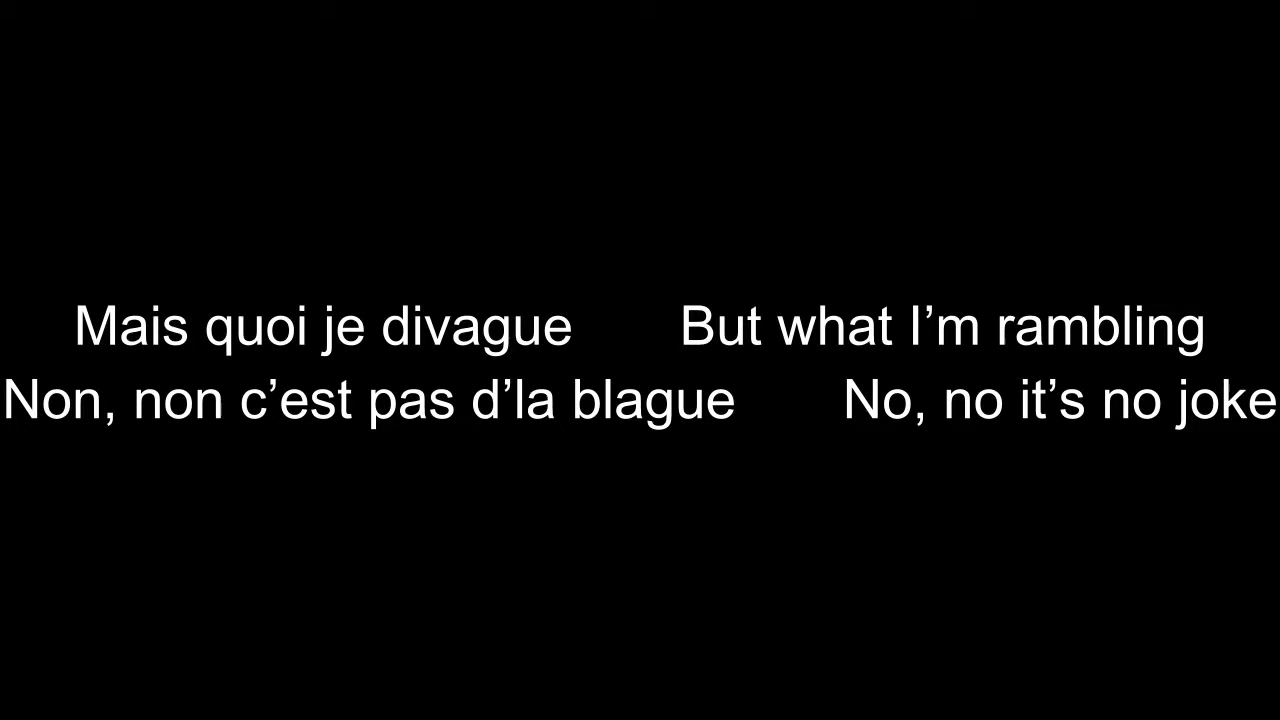 Mais quoi je divague But what I’m rambling
Non, non c’est pas d’la blague No, no it’s no joke